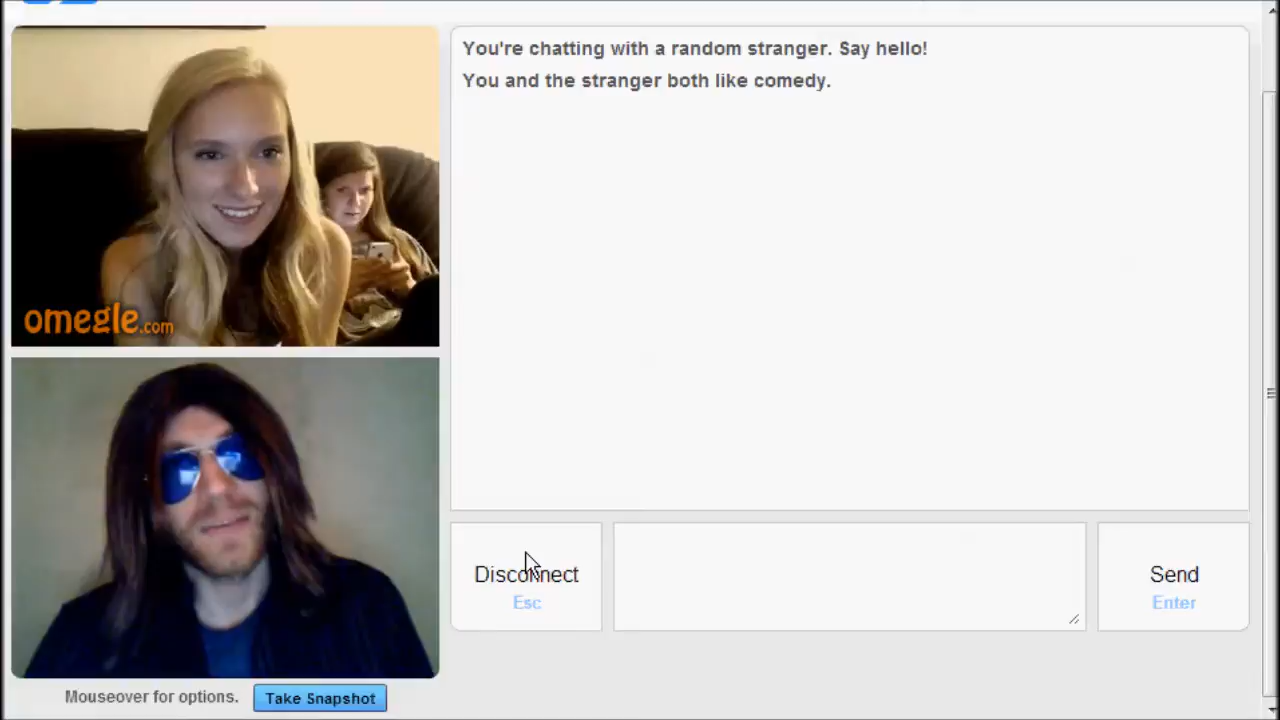 You're chatting with a random stranger. Say hello!
You and the stranger both like comedy.
omegle.com
Disconnect
Esc
Send
Enter
Mouseover for options.
Take Snapshot